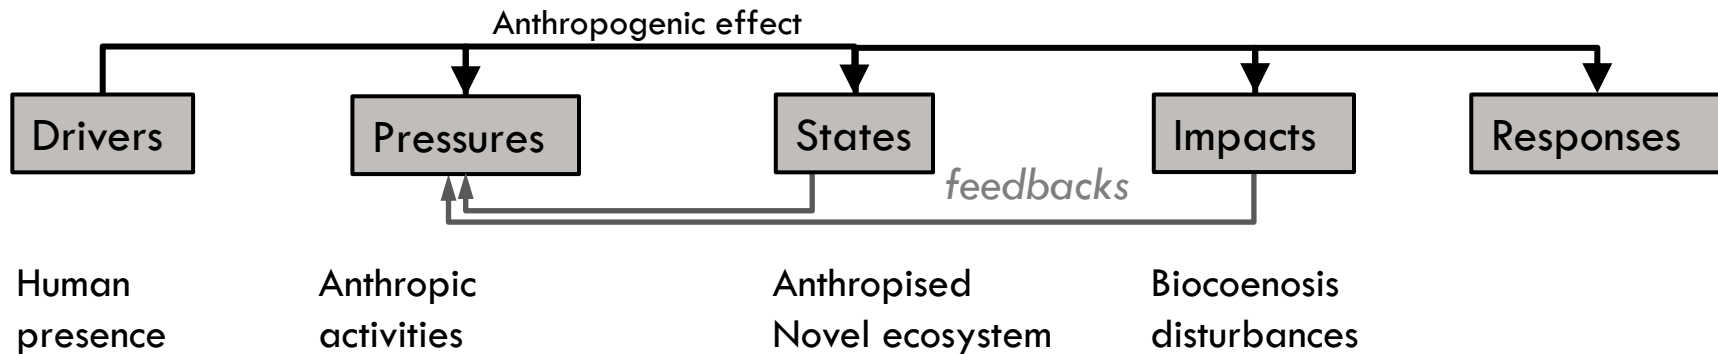 Anthropogenic effect
Drivers
Pressures
States
Impacts
Responses
feedbacks
Human
presence
Anthropic
activities
Anthropised
Novel ecosystem
Biocoenosis
disturbances